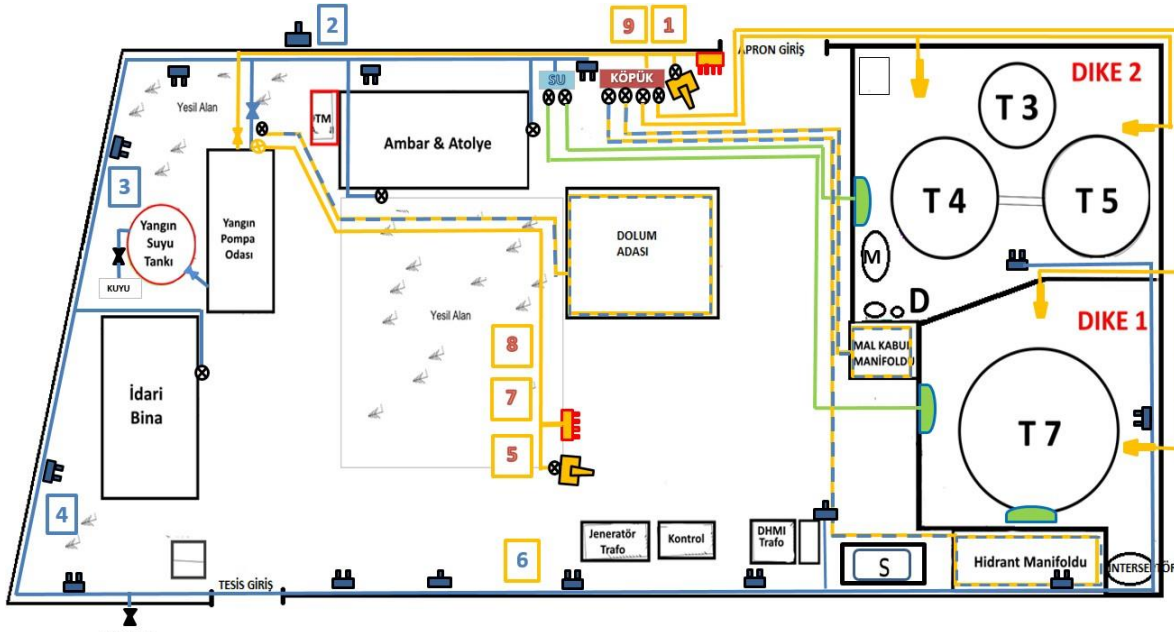 2
9
1
APRON GİRİŞ
DIKE 2
SU
KÖPÜK
T 3
Yesil Alan
TM
Ambar & Atolye
3
T 4
T 5
Yangın
Suyu
Tankı
Yangın
Pompa
Odası
DOLUM
ADASI
M
KUYU
D
Yesil Alan
DIKE 1
8
MAL KABUL
MANİFOLDU
İdari
Bina
7
T 7
5
4
6
Jeneratör
Trafo
Kontrol
DHMI
Trafo
S
Hidrant Manifoldu
INTERSEPTÖR
TESİS GİRİŞ